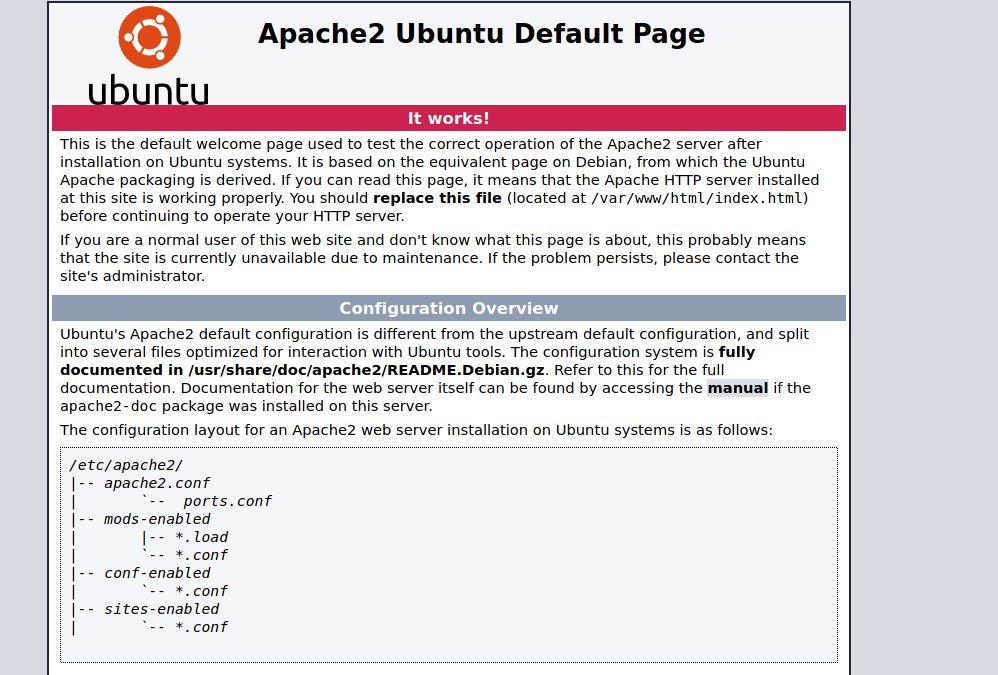 ubuntu
Apache2 Ubuntu Default Page
It works!
This is the default welcome page used to test the correct operation of the Apache2 server after
installation on Ubuntu systems. It is based on the equivalent page on Debian, from which the Ubuntu
Apache packaging is derived. If you can read this page, it means that the Apache HTTP server installed
at this site is working properly. You should replace this file (located at /var/www/html/index.html)
before continuing to operate your HTTP server.
If you are a normal user of this web site and don't know what this page is about, this probably means
that the site is currently unavailable due to maintenance. If the problem persists, please contact the
site's administrator.
Configuration Overview
Ubuntu's Apache2 default configuration is different from the upstream default configuration, and split
into several files optimized for interaction with Ubuntu tools. The configuration system is fully
documented in /usr/share/doc/apache2/README.Debian.gz. Refer to this for the full
documentation. Documentation for the web server itself can be found by accessing the manual if the
apache2-doc package was installed on this server.
The configuration layout for an Apache2 web server installation on Ubuntu systems is as follows:
/etc/apache2/
|-- apache2.conf
|       `--  ports.conf
|-- mods-enabled
|       |-- *.load
|       `-- *.conf
|-- conf-enabled
|       `-- *.conf
|-- sites-enabled
|       `-- *.conf